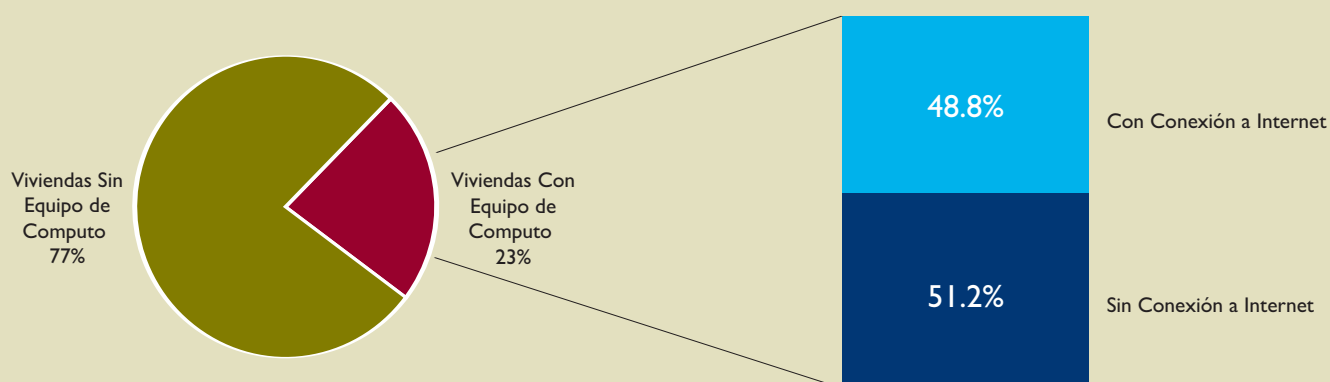 Viviendas Sin
Equipo de
Computo
77%
Viviendas Con
Equipo de
Computo
23%
48.8%
Con Conexión a Internet
51.2%
Sin Conexión a Internet